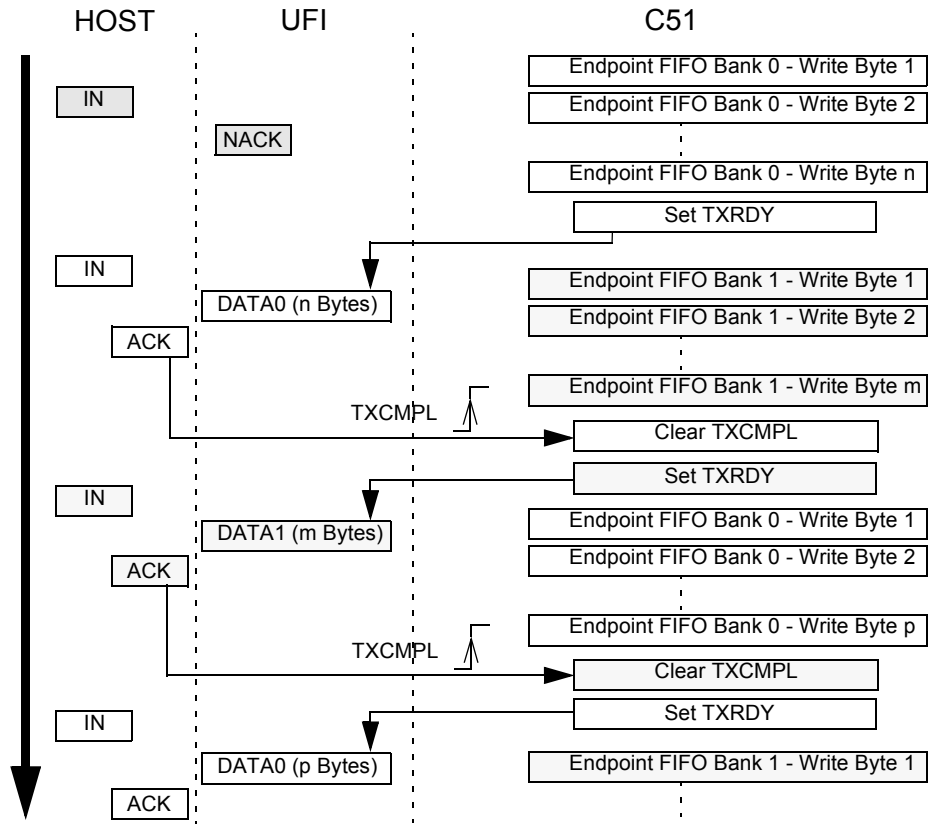 HOST UFI C51
Endpoint FIFO Bank 0 - Write Byte 1
IN
Endpoint FIFO Bank 0 - Write Byte 2
NACK
Endpoint FIFO Bank 0 - Write Byte n
Set TXRDY
IN
Endpoint FIFO Bank 1 - Write Byte 1
DATA0 (n Bytes)
Endpoint FIFO Bank 1 - Write Byte 2
ACK
Endpoint FIFO Bank 1 - Write Byte m
TXCMPL
Clear TXCMPL
Set TXRDY
IN
Endpoint FIFO Bank 0 - Write Byte 1
DATA1 (m Bytes)
Endpoint FIFO Bank 0 - Write Byte 2
ACK
Endpoint FIFO Bank 0 - Write Byte p
TXCMPL
Clear TXCMPL
Set TXRDY
IN
DATA0 (p Bytes)
Endpoint FIFO Bank 1 - Write Byte 1
ACK